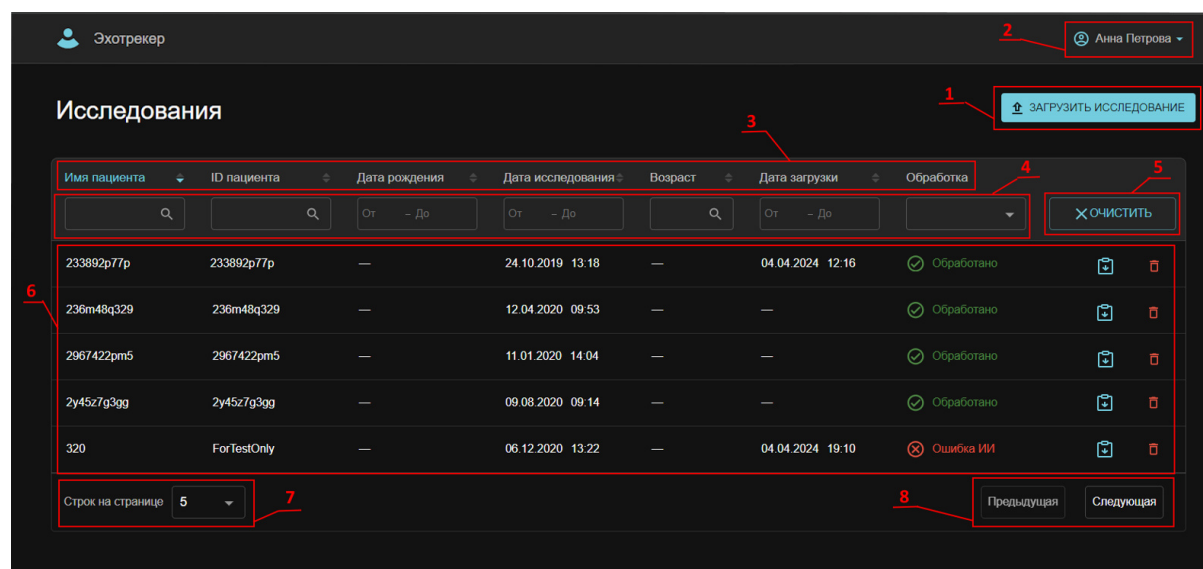 Эхотрекер 2 Анна Петрова
Исследования 1 ЗАГРУЗИТЬ ИССЛЕДОВАНИЕ
3
Имя пациента ID пациента Дата рождения Дата исследования Возраст Дата загрузки Обработка 4 5
От – До От – До От – До ОЧИСТИТЬ
233892p77p 233892p77p — 24.10.2019 13:18 — 04.04.2024 12:16 Обработано
6
236m48q329 236m48q329 — 12.04.2020 09:53 — — Обработано
2967422pm5 2967422pm5 — 11.01.2020 14:04 — — Обработано
2y45z7g3gg 2y45z7g3gg — 09.08.2020 09:14 — — Обработано
320 ForTestOnly — 06.12.2020 13:22 — 04.04.2024 19:10 Ошибка ИИ
Строк на странице 5 7 8 Предыдущая Следующая